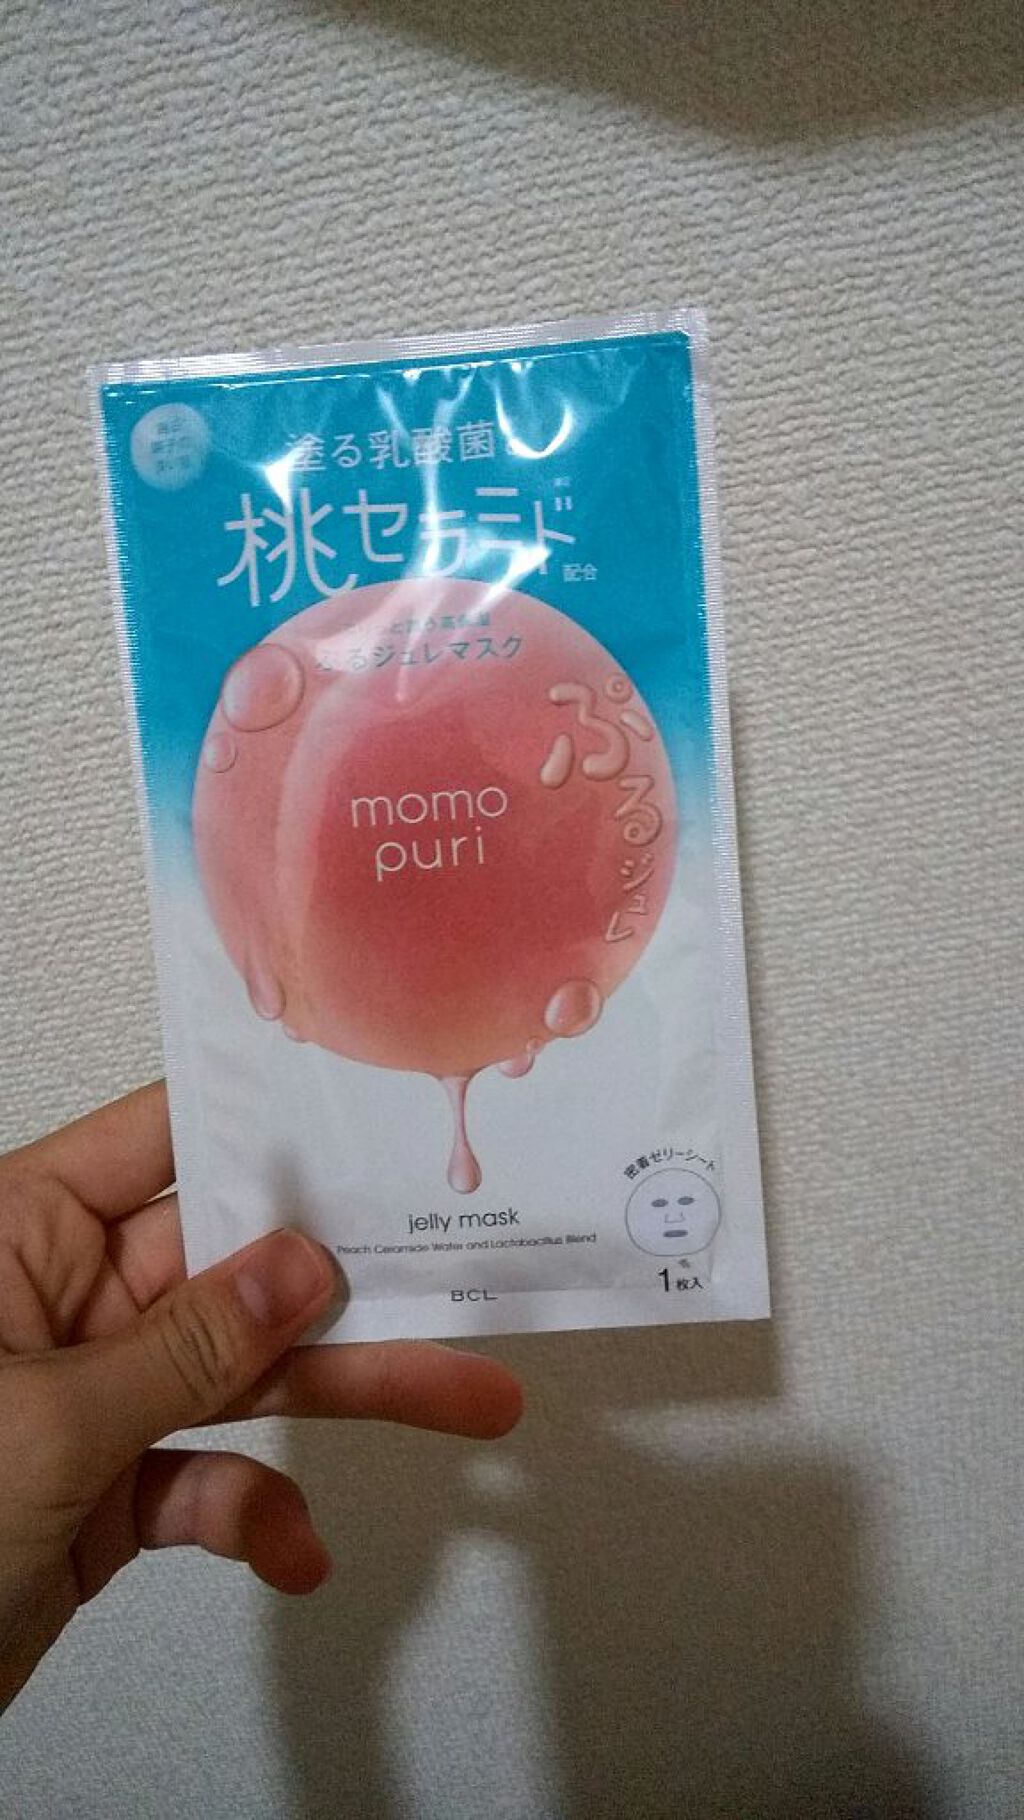 塗る乳酸菌と
桃セラミド
配合
ぷるジュレマスク
ぷるジュレ
momo
puri
密着ゼリーシート
jelly mask
Peach Ceramide Water and Lactobacillus Blend
1枚入
BCL